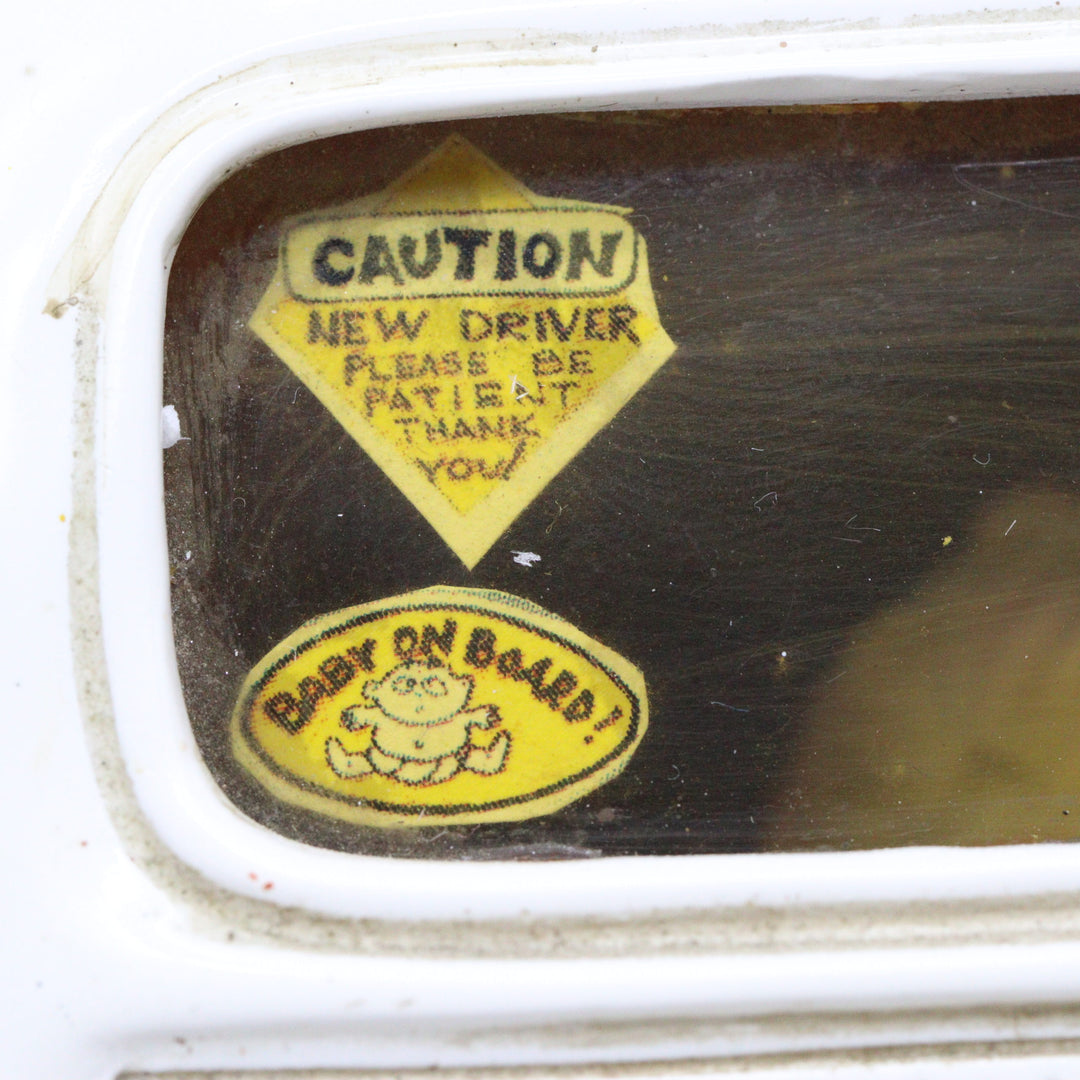 CAUTION
NEW DRIVER
PLEASE BE
PATIENT
THANK
YOU!
BABY ON BOARD!